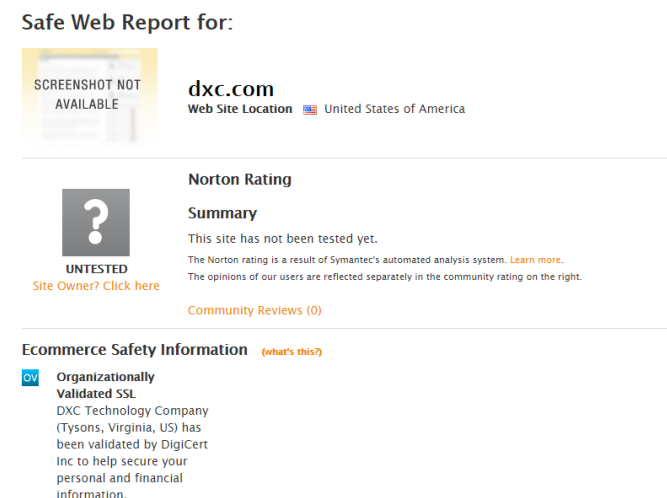 Safe Web Report for:
SCREENSHOT NOT
AVAILABLE
dxc.com
Web Site Location United States of America
?
UNTESTED
Site Owner? Click here
Norton Rating
Summary
This site has not been tested yet.
The Norton rating is a result of Symantec's automated analysis system. Learn more.
The opinions of our users are reflected separately in the community rating on the right.
Community Reviews (0)
Ecommerce Safety Information (what's this?)
OV Organizationally
Validated SSL
DXC Technology Company
(Tysons, Virginia, US) has
been validated by DigiCert
Inc to help secure your
personal and financial
information.